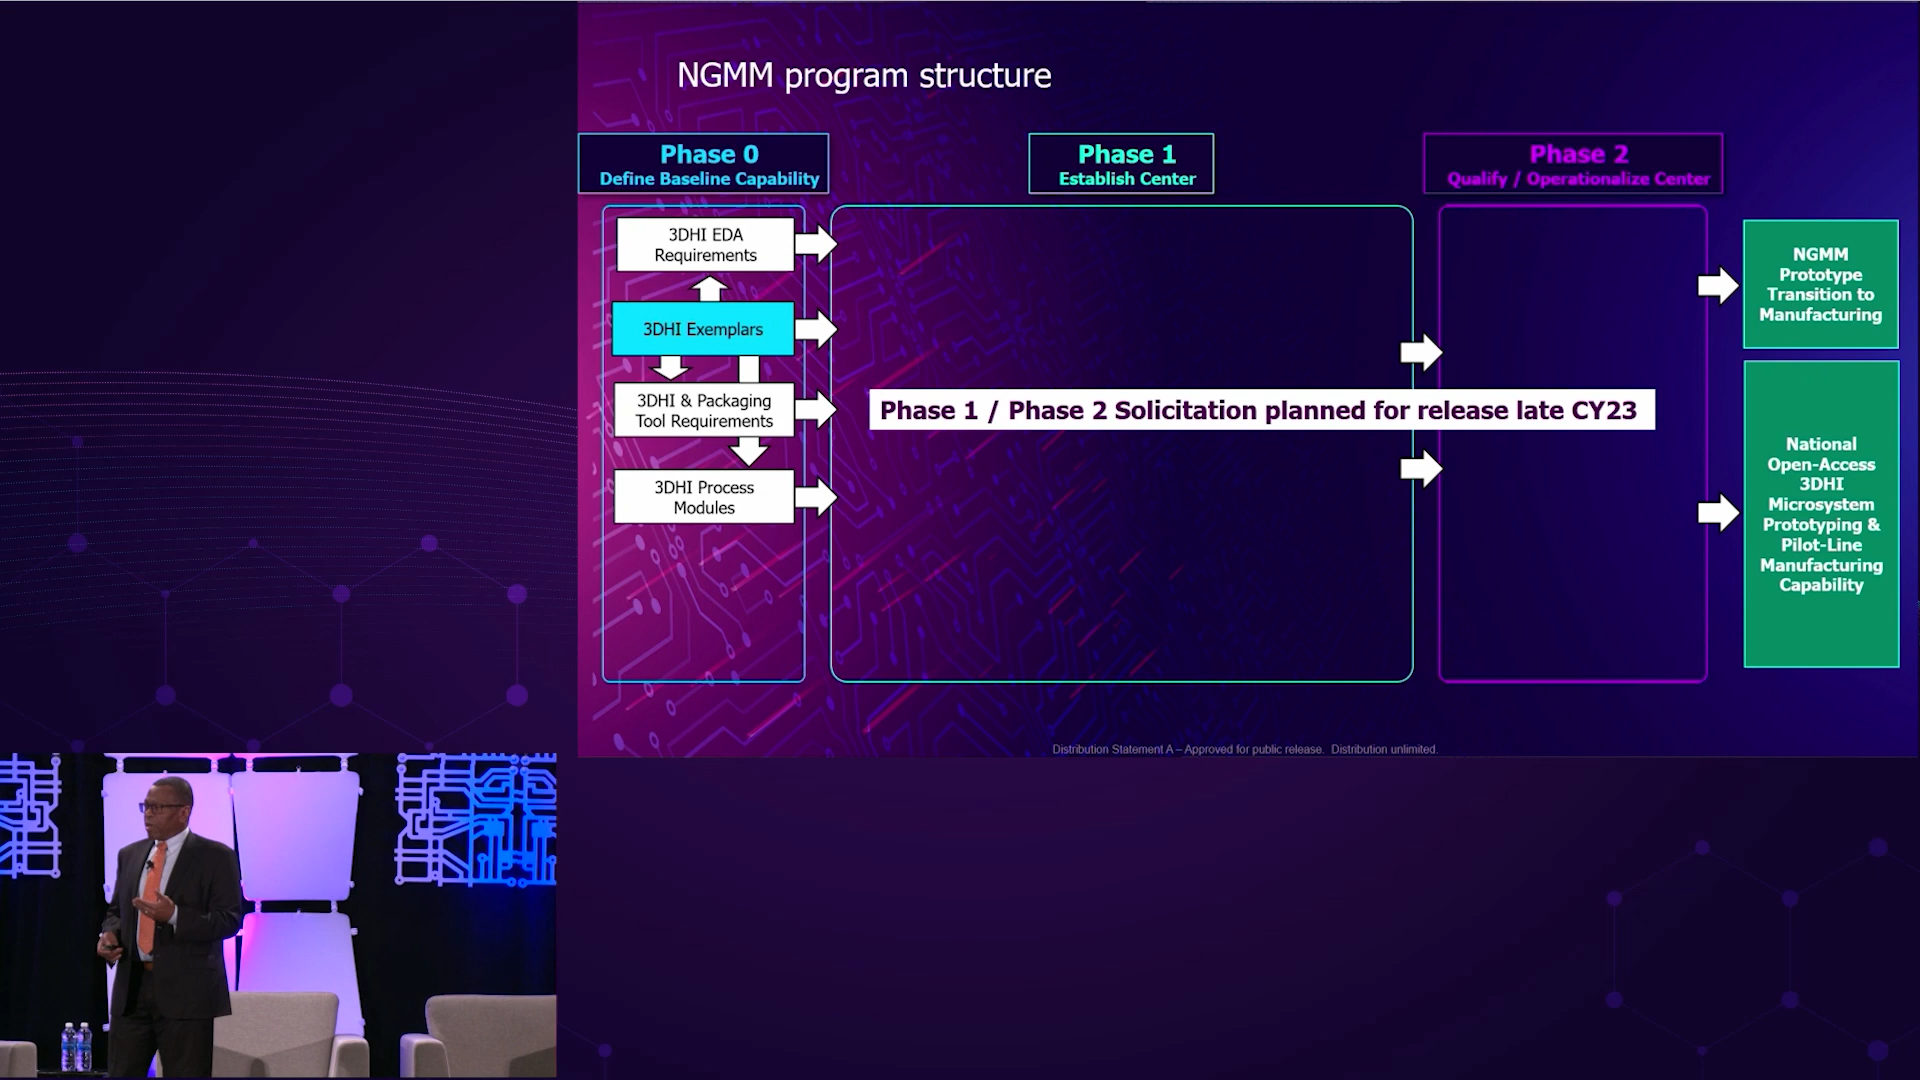 NGMM program structure
Phase 0
Define Baseline Capability
Phase 1
Establish Center
Phase 2
Qualify / Operationalize Center
3DHI EDA
Requirements
3DHI Exemplars
3DHI & Packaging
Tool Requirements
3DHI Process
Modules
Phase 1 / Phase 2 Solicitation planned for release late CY23
NGMM
Prototype
Transition to
Manufacturing
National
Open-Access
3DHI
Microsystem
Prototyping &
Pilot-Line
Manufacturing
Capability
Distribution Statement A – Approved for public release. Distribution unlimited.